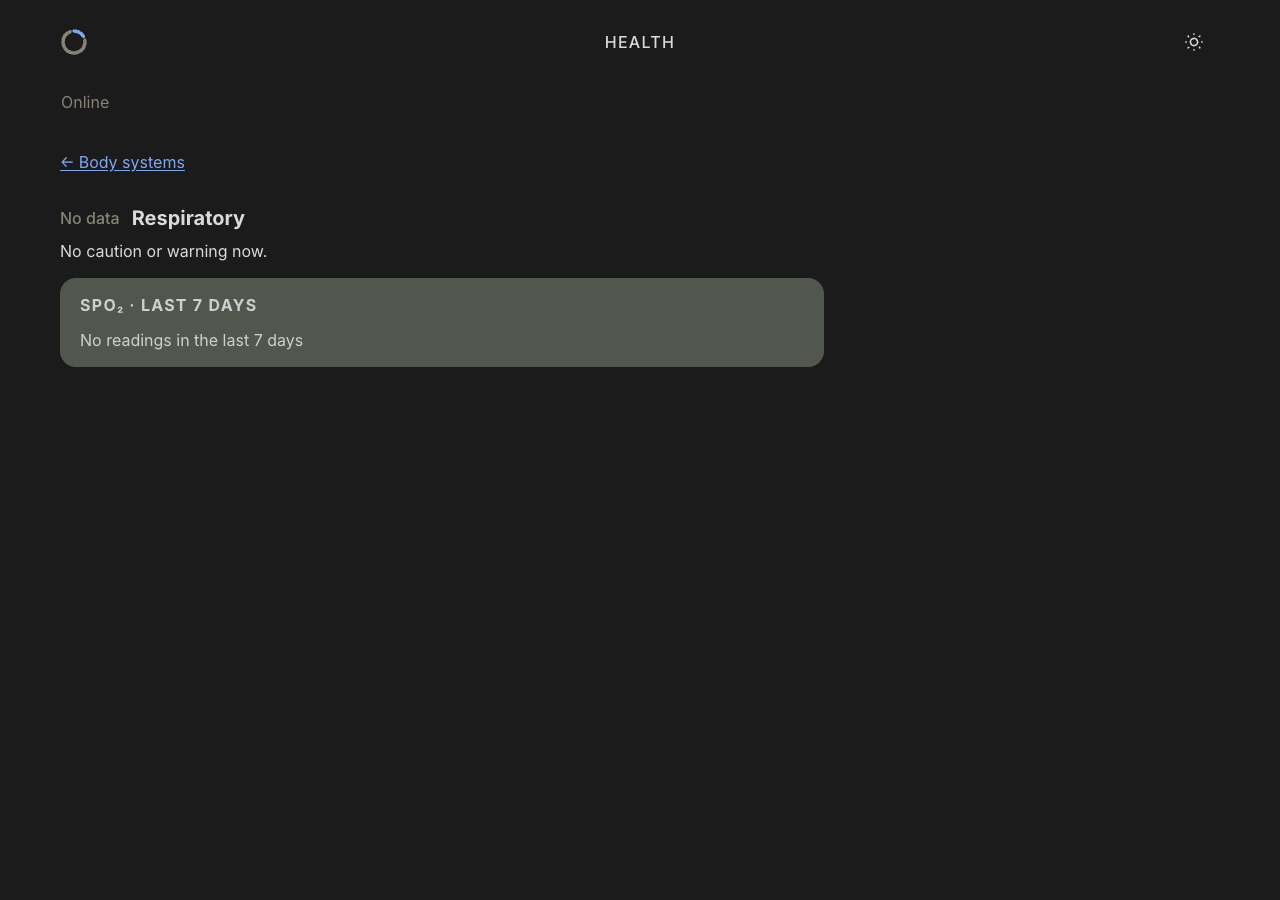 HEALTH
Online
← Body systems
No data Respiratory
No caution or warning now.
SPO₂ · LAST 7 DAYS
No readings in the last 7 days